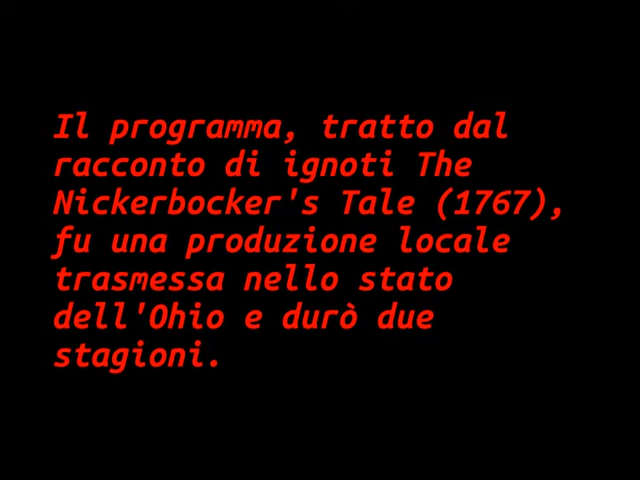 Il programma, tratto dal
racconto di ignoti The
Nickerbocker's Tale (1767),
fu una produzione locale
trasmessa nello stato
dell'Ohio e durò due
stagioni.